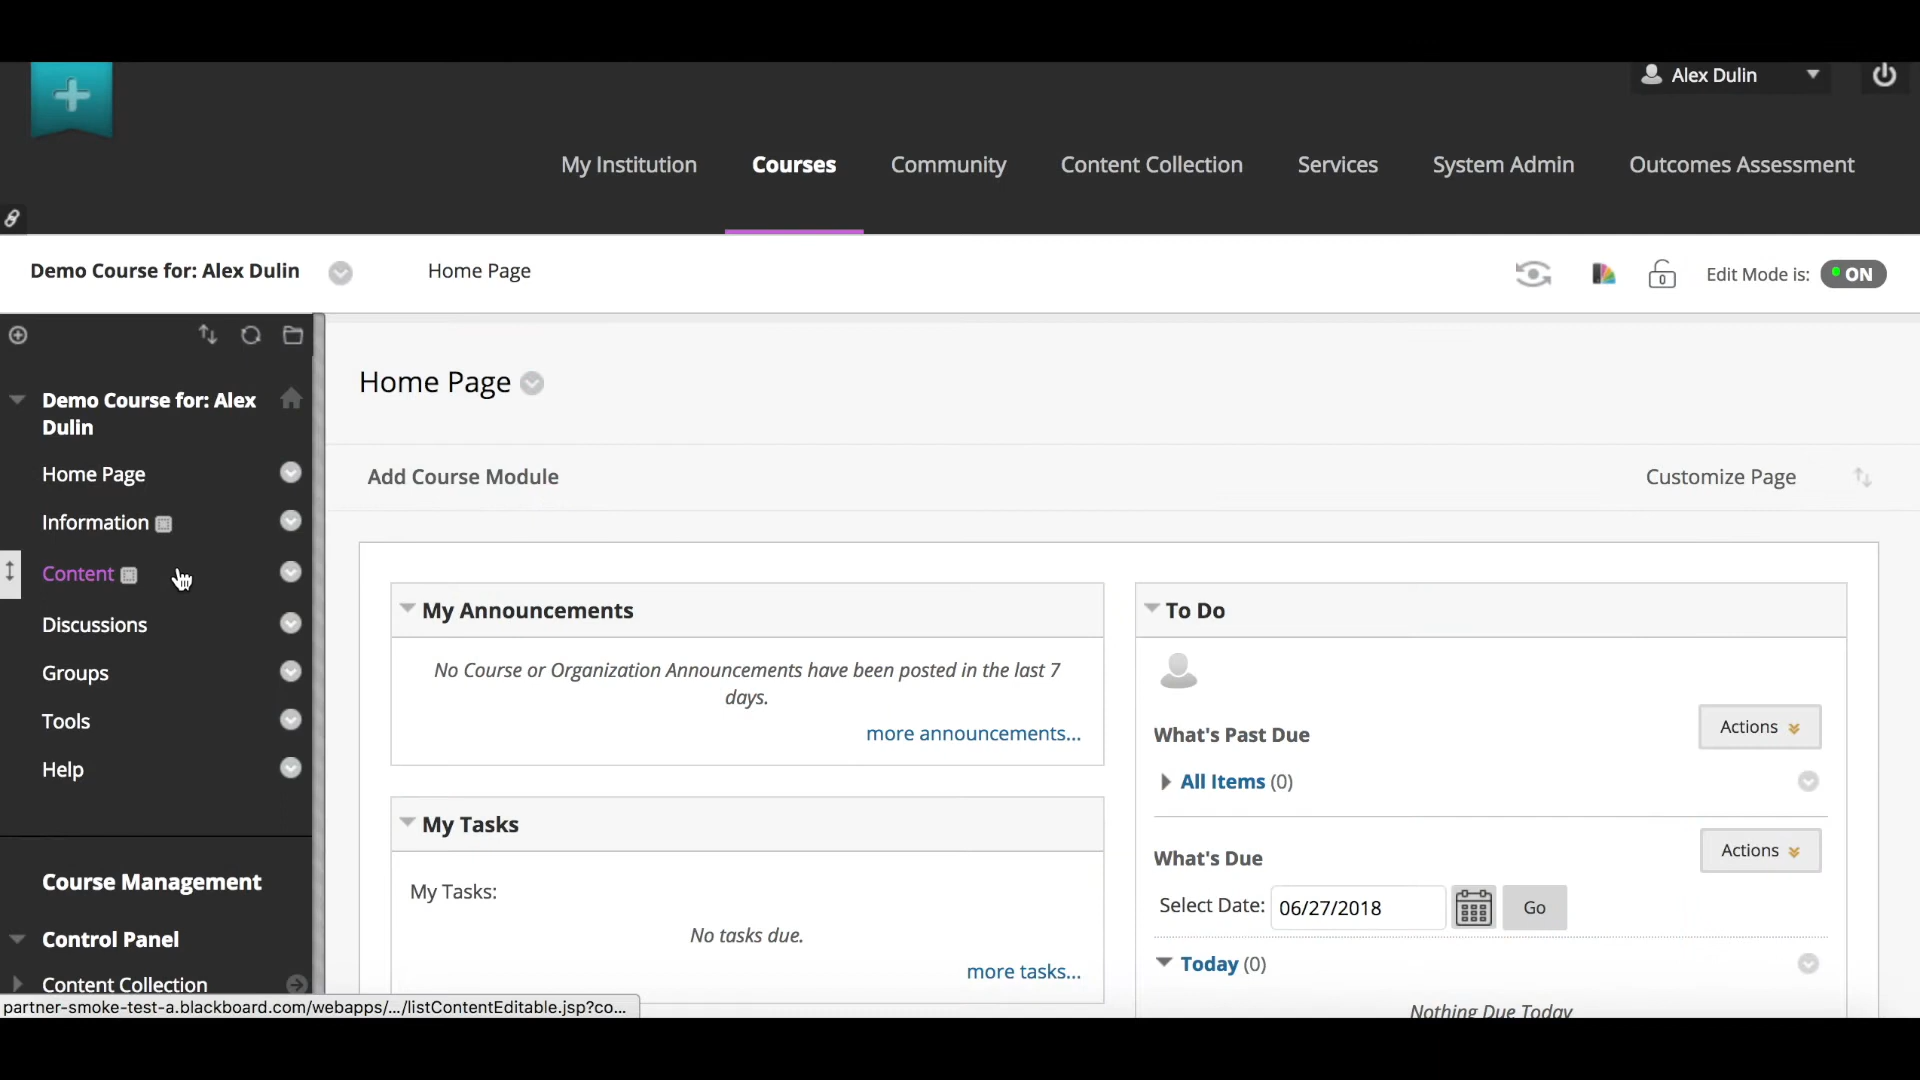 Alex Dulin
My Institution
Courses
Community
Content Collection
Services
System Admin
Outcomes Assessment
Demo Course for: Alex Dulin
Home Page
Edit Mode is:
ON
Demo Course for: Alex
Dulin
Home Page
Information
Content
Discussions
Groups
Tools
Help
Course Management
Control Panel
Content Collection
partner-smoke-test-a.blackboard.com/webapps/.../listContentEditable.jsp?co...
Home Page
Add Course Module
Customize Page
My Announcements
No Course or Organization Announcements have been posted in the last 7
days.
more announcements...
My Tasks
My Tasks:
No tasks due.
more tasks...
To Do
What's Past Due
Actions
All Items (0)
What's Due
Actions
Select Date: 06/27/2018
Go
Today (0)
Nothing Due Today